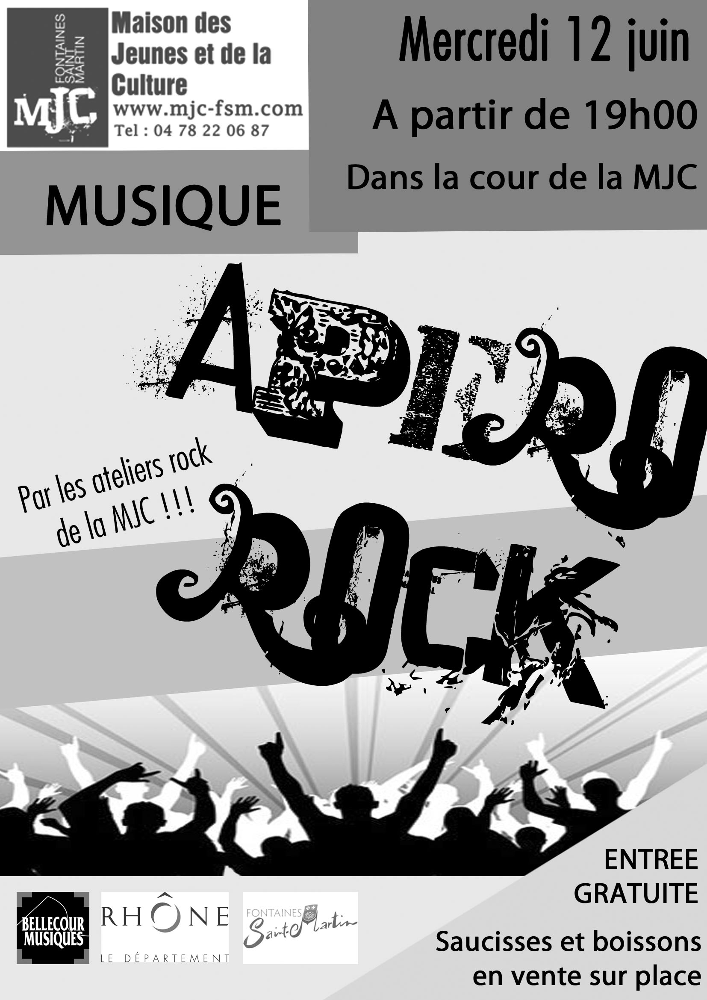 FONTAINES
SAINT
MARTIN
MJC
Maison des
Jeunes et de la
Culture
www.mjc-fsm.com
Tel : 04 78 22 06 87
Mercredi 12 juin
A partir de 19h00
Dans la cour de la MJC
MUSIQUE
APERO
Par les ateliers rock
de la MJC !!!
ROCK
ENTREE
GRATUITE
Saucisses et boissons
en vente sur place
BELLECOUR
MUSIQUES
RHÔNE
LE DÉPARTEMENT
FONTAINES
Saint-Martin